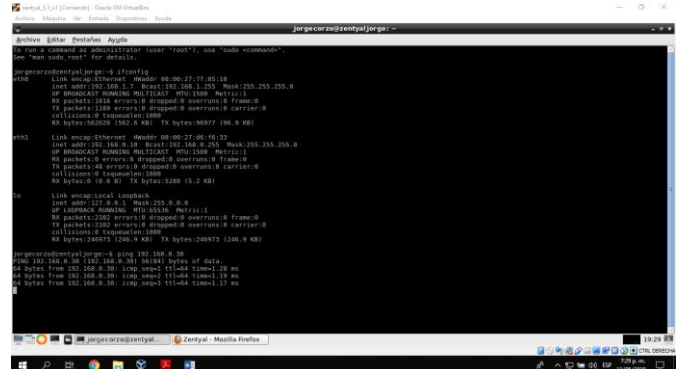 zentyal_5.1_v1 [Corriendo] - Oracle VM VirtualBox
Archivo Máquina Ver Entrada Dispositivos Ayuda
jorgecorzo@zentyaljorge: ~
Archivo Editar Pestañas Ayuda
To run a command as administrator (user "root"), use "sudo <command>".
See "man sudo_root" for details.
jorgecorzo@zentyaljorge:~$ ifconfig
eth0 Link encap:Ethernet HWaddr 08:00:27:7f:85:18
inet addr:192.168.1.7 Bcast:192.168.1.255 Mask:255.255.255.0
UP BROADCAST RUNNING MULTICAST MTU:1500 Metric:1
RX packets:1016 errors:0 dropped:0 overruns:0 frame:0
TX packets:1109 errors:0 dropped:0 overruns:0 carrier:0
collisions:0 txqueuelen:1000
RX bytes:562620 (562.6 KB) TX bytes:96977 (96.9 KB)
eth1 Link encap:Ethernet HWaddr 08:00:27:d6:f6:33
inet addr:192.168.0.10 Bcast:192.168.0.255 Mask:255.255.255.0
UP BROADCAST RUNNING MULTICAST MTU:1500 Metric:1
RX packets:0 errors:0 dropped:0 overruns:0 frame:0
TX packets:48 errors:0 dropped:0 overruns:0 carrier:0
collisions:0 txqueuelen:1000
RX bytes:0 (0.0 B) TX bytes:5280 (5.2 KB)
lo Link encap:Local Loopback
inet addr:127.0.0.1 Mask:255.0.0.0
UP LOOPBACK RUNNING MTU:65536 Metric:1
RX packets:2102 errors:0 dropped:0 overruns:0 frame:0
TX packets:2102 errors:0 dropped:0 overruns:0 carrier:0
collisions:0 txqueuelen:1000
RX bytes:246973 (246.9 KB) TX bytes:246973 (246.9 KB)
jorgecorzo@zentyaljorge:~$ ping 192.168.0.30
PING 192.168.0.30 (192.168.0.30) 56(84) bytes of data.
64 bytes from 192.168.0.30: icmp_seq=1 ttl=64 time=1.28 ms
64 bytes from 192.168.0.30: icmp_seq=2 ttl=64 time=1.19 ms
64 bytes from 192.168.0.30: icmp_seq=3 ttl=64 time=1.17 ms
jorgecorzo@zentyal... Zentyal - Mozilla Firefox 19:29
CTRL DERECHA
ESP 7:29 p. m.